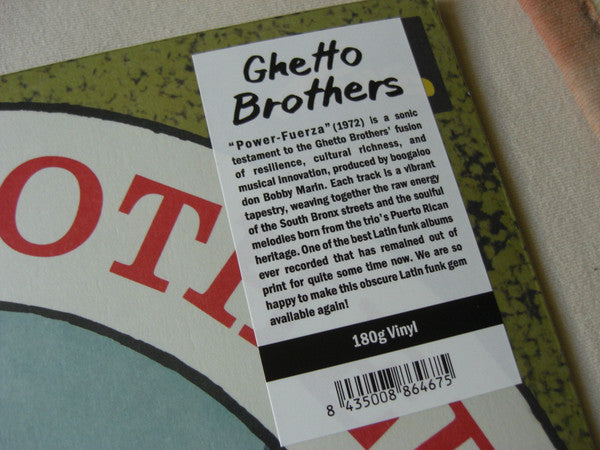 Ghetto
Brothers
"Power-Fuerza" (1972) is a sonic
testament to the Ghetto Brothers' fusion
of resilience, cultural richness, and
musical innovation, produced by boogaloo
don Bobby Marin. Each track is a vibrant
tapestry, weaving together the raw energy
of the South Bronx streets and the soulful
melodies born from the trio's Puerto Rican
heritage. One of the best Latin funk albums
ever recorded that has remained out of
print for quite some time now. We are so
happy to make this obscure Latin funk gem
available again!
180g Vinyl
8 435008 864675
OTH